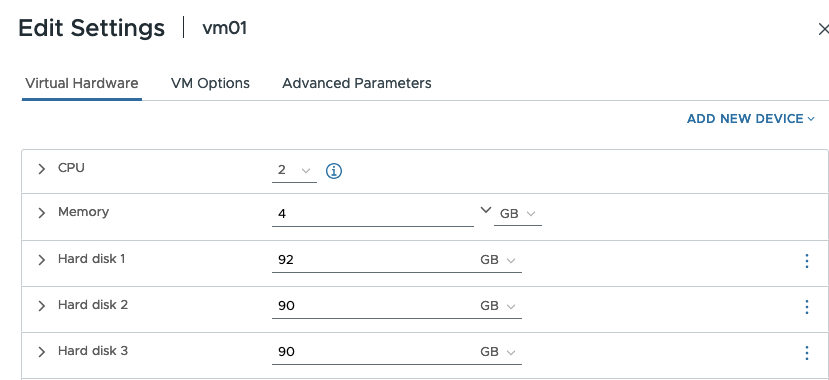 Edit Settings | vm01
Virtual Hardware VM Options Advanced Parameters
ADD NEW DEVICE
CPU 2
Memory 4 GB
Hard disk 1 92 GB
Hard disk 2 90 GB
Hard disk 3 90 GB